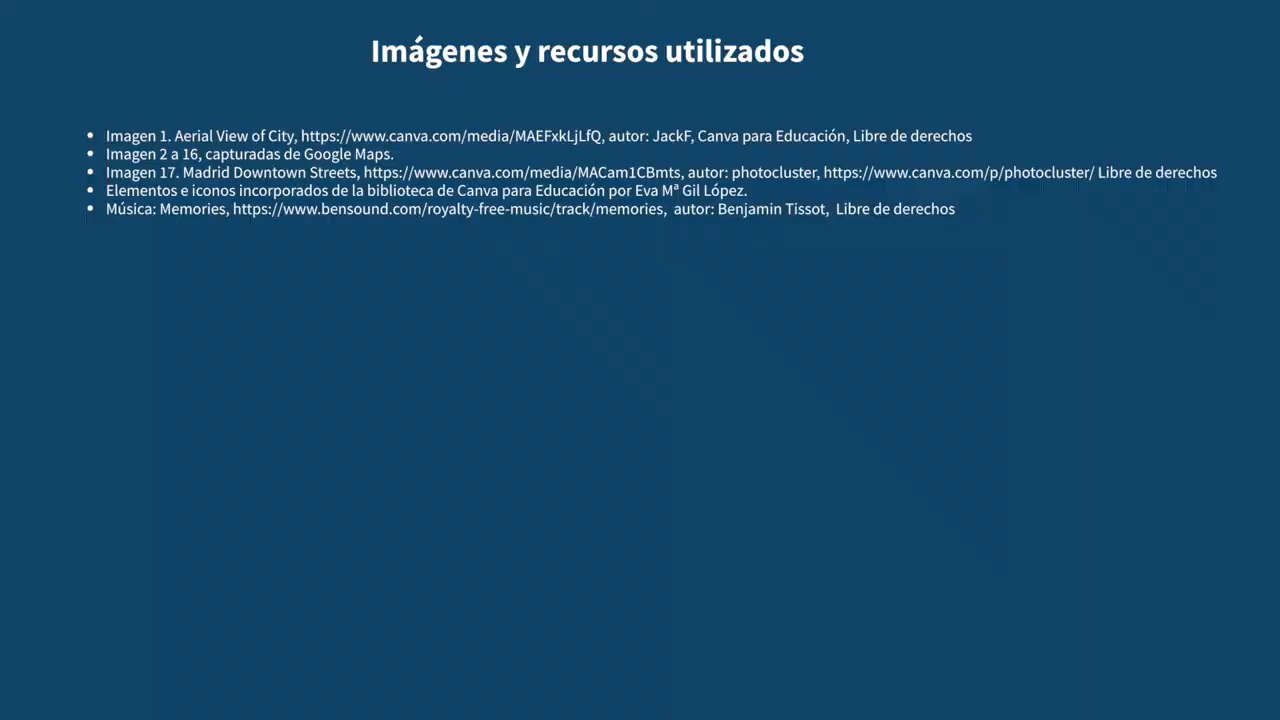 Imágenes y recursos utilizados
• Imagen 1. Aerial View of City, https://www.canva.com/media/MAEFxkLjLfQ, autor: JackF, Canva para Educación, Libre de derechos
• Imagen 2 a 16, capturadas de Google Maps.
• Imagen 17. Madrid Downtown Streets, https://www.canva.com/media/MACam1CBmts, autor: photocluster, https://www.canva.com/p/photocluster/ Libre de derechos
• Elementos e iconos incorporados de la biblioteca de Canva para Educación por Eva Mª Gil López.
• Música: Memories, https://www.bensound.com/royalty-free-music/track/memories, autor: Benjamin Tissot, Libre de derechos